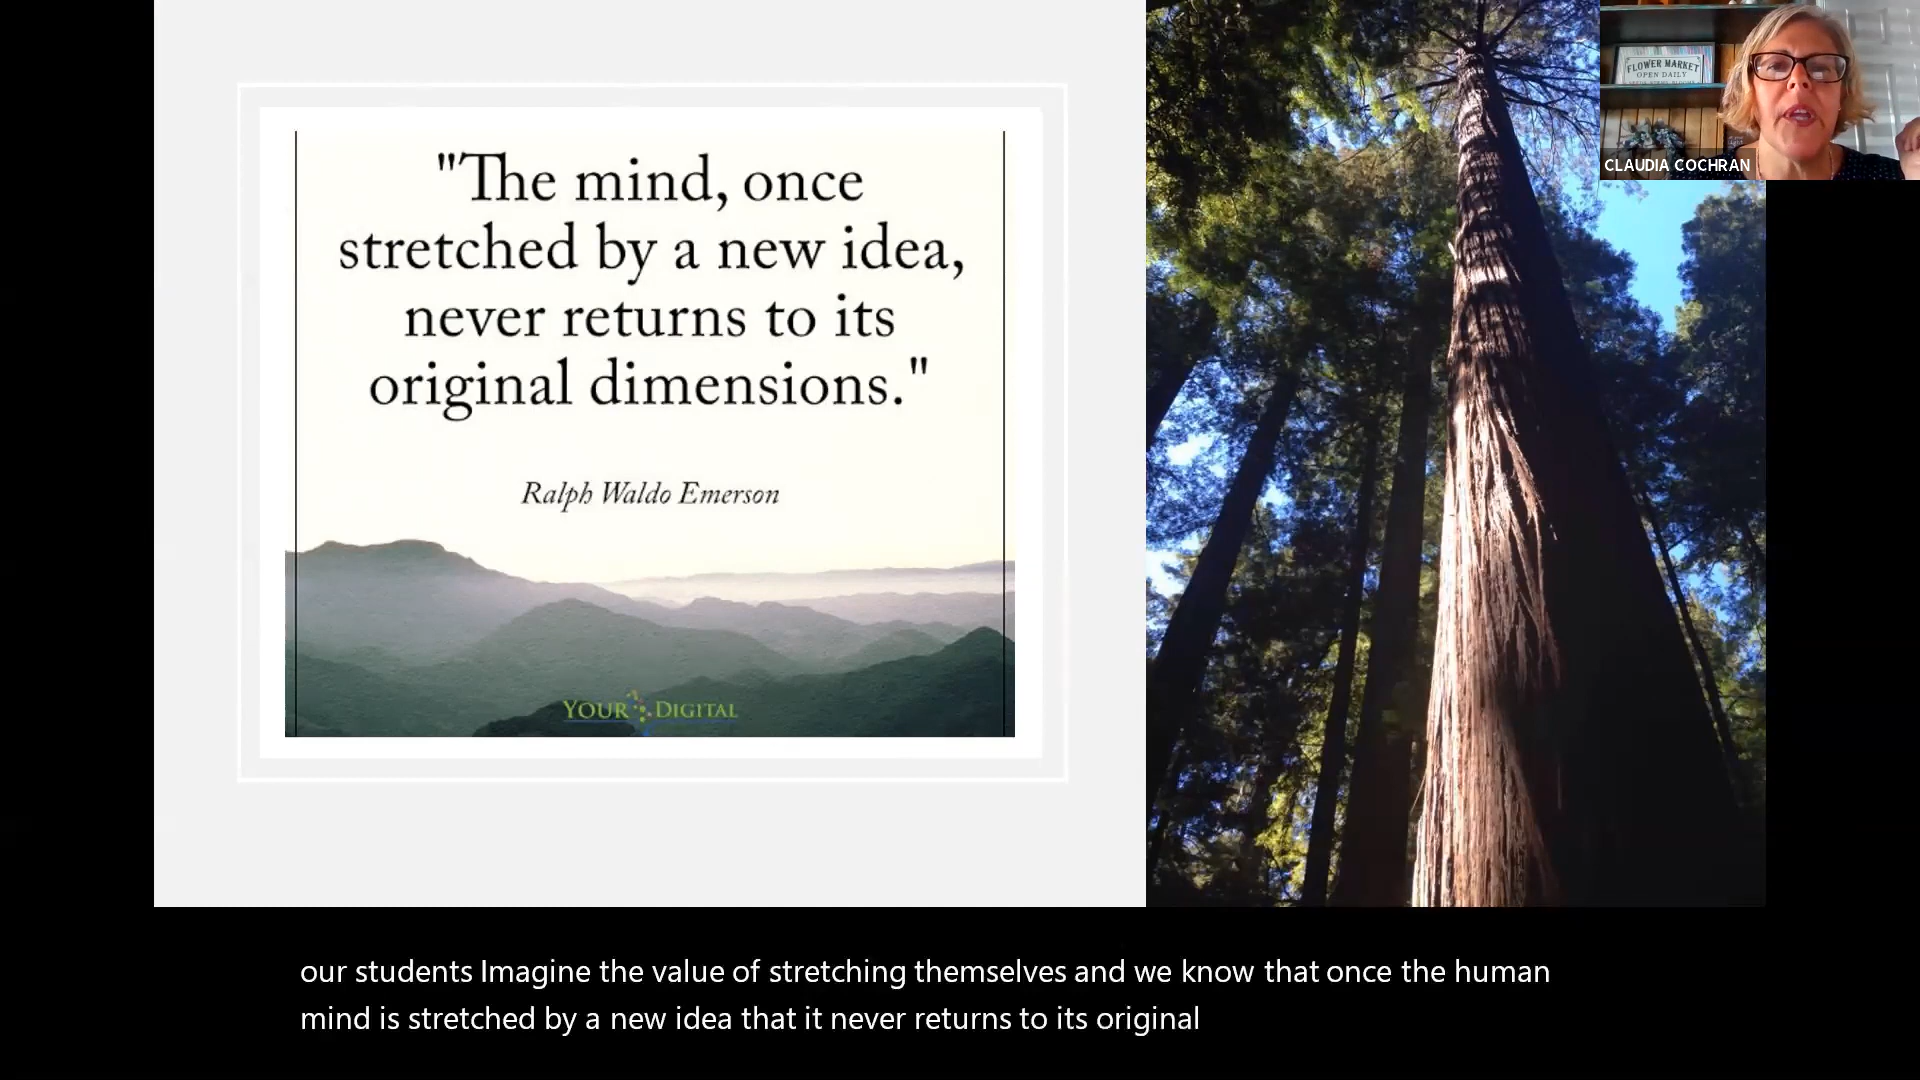 "The mind, once
stretched by a new idea,
never returns to its
original dimensions."
Ralph Waldo Emerson
YOUR DIGITAL
FLOWER MARKET
OPEN DAILY
CLAUDIA COCHRAN
our students Imagine the value of stretching themselves and we know that once the human
mind is stretched by a new idea that it never returns to its original